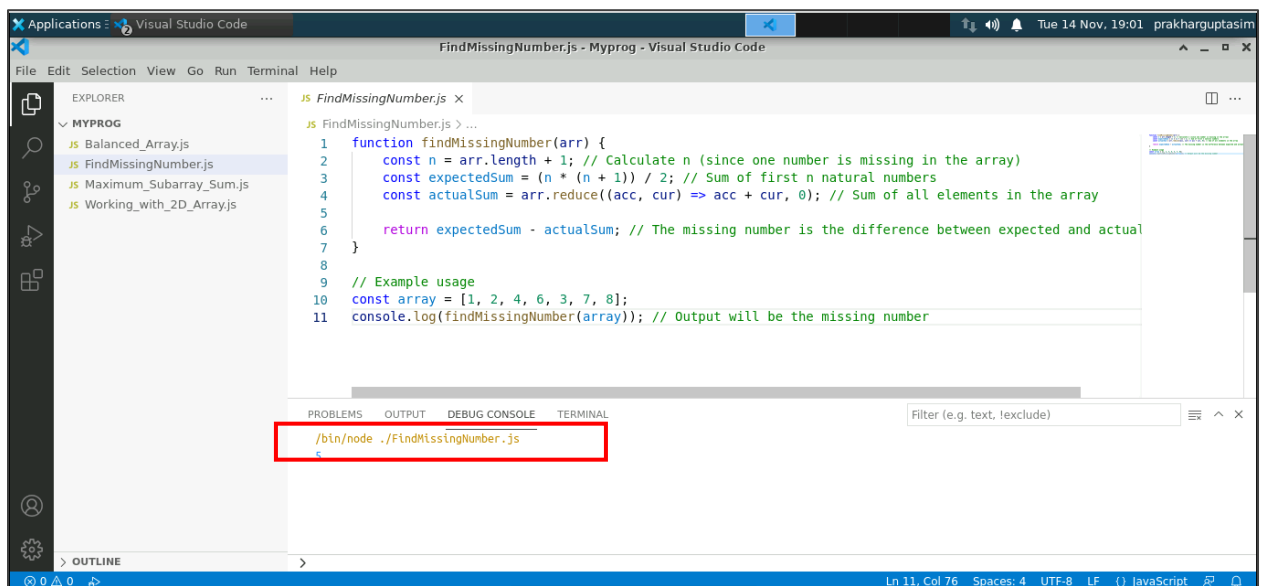 Applications Visual Studio Code Tue 14 Nov, 19:01 prakharguptasim
FindMissingNumber.js - Myprog - Visual Studio Code
File Edit Selection View Go Run Terminal Help
EXPLORER ...
MYPROG
JS Balanced_Array.js
JS FindMissingNumber.js
JS Maximum_Subarray_Sum.js
JS Working_with_2D_Array.js
OUTLINE
JS FindMissingNumber.js ×
JS FindMissingNumber.js > ...
1 function findMissingNumber(arr) {
2 const n = arr.length + 1; // Calculate n (since one number is missing in the array)
3 const expectedSum = (n * (n + 1)) / 2; // Sum of first n natural numbers
4 const actualSum = arr.reduce((acc, cur) => acc + cur, 0); // Sum of all elements in the array
5
6 return expectedSum - actualSum; // The missing number is the difference between expected and actual
7 }
8
9 // Example usage
10 const array = [1, 2, 4, 6, 3, 7, 8];
11 console.log(findMissingNumber(array)); // Output will be the missing number
PROBLEMS OUTPUT DEBUG CONSOLE TERMINAL Filter (e.g. text, !exclude)
/bin/node ./FindMissingNumber.js
5
>
0 0 Ln 11, Col 76 Spaces: 4 UTF-8 LF {} JavaScript